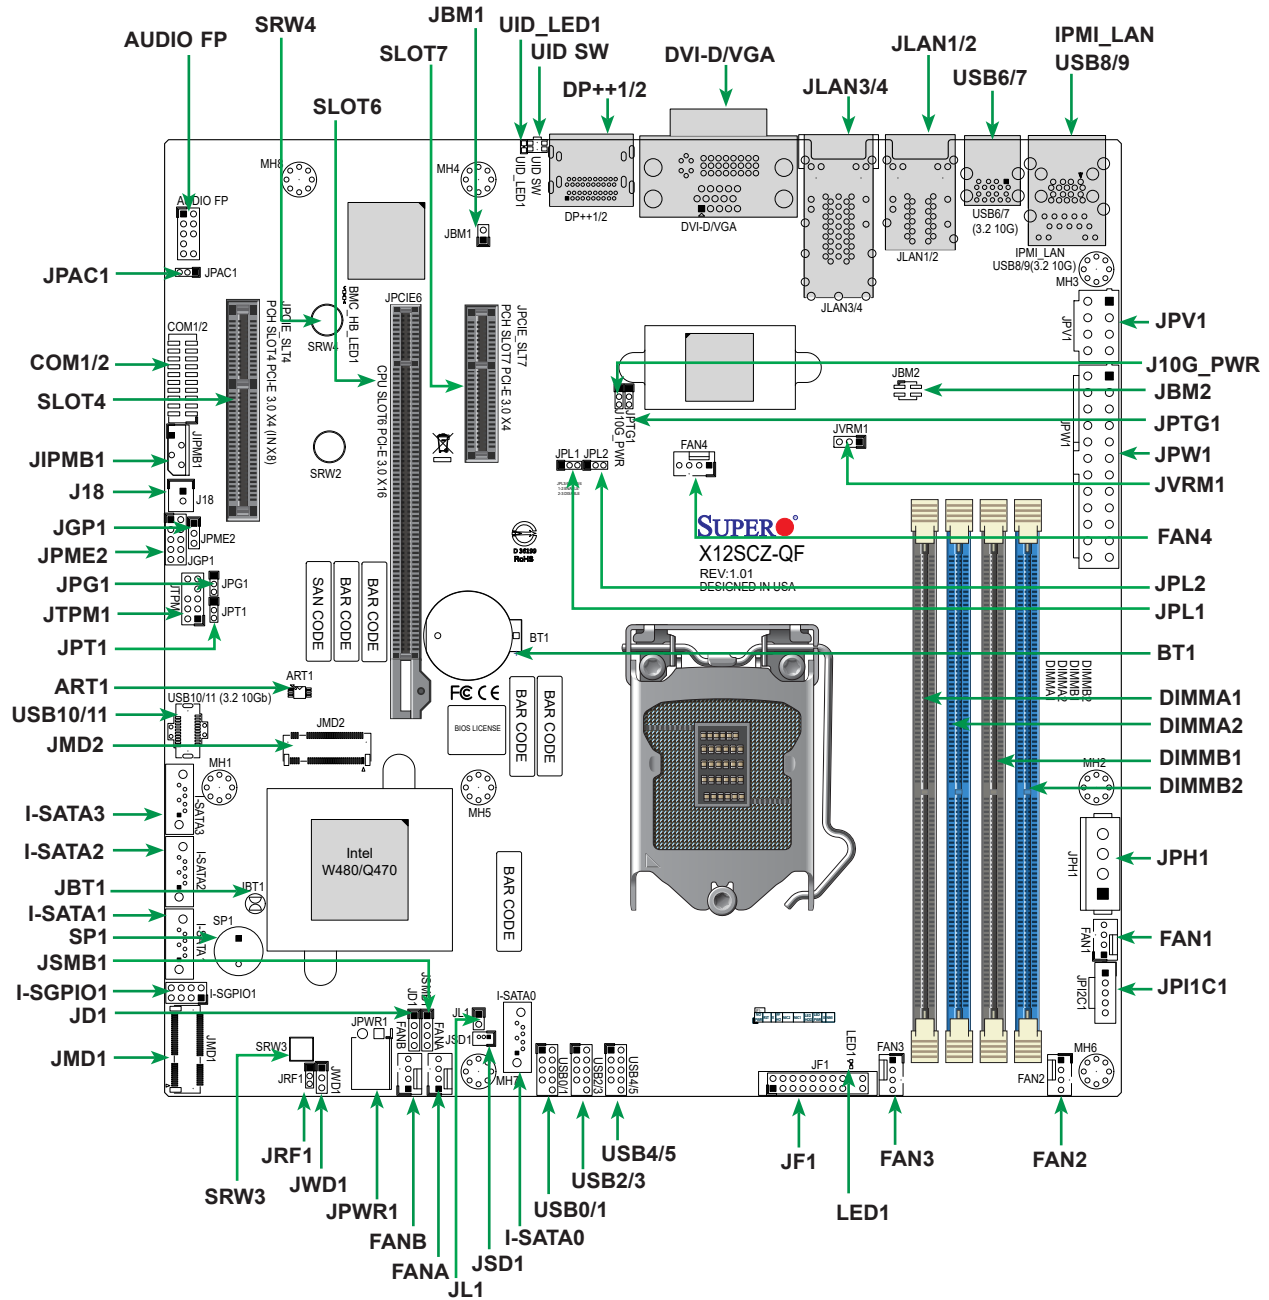 JBM1
UID_LED1
SRW4
AUDIO FP
SLOT7
UID SW
DVI-D/VGA
JLAN1/2
IPMI_LAN
USB8/9
USB6/7
DP++1/2
JLAN3/4
SLOT6
MH8
MH4
UID_LED1
UID SW
AUDIO FP
JBM1
DP++1/2
DVI-D/VGA
JLAN1/2
USB6/7
(3.2 10G)
IPMI_LAN
USB8/9(3.2 10G)
MH3
JLAN3/4
JPAC1
JPAC1
BMC_HB_LED1
JPCIE6
JPCIE_SLT4
PCH SLOT4 PCI-E 3.0 X4 (IN X8)
JPCIE_SLT7
PCH SLOT7 PCI-E 3.0 X4
CPU SLOT6 PCI-E 3.0 X16
COM1/2
SRW4
SRW2
JPV1
JPV1
J10G_PWR
JBM2
JBM2
COM1/2
SLOT4
JPTG1
JPTG1
J10G_PWR
JPW1
JPW1
JVRM1
JVRM1
FAN4
FAN4
JPL1
JPL2
JIPMB1
JIPMB1
J18
J18
JGP1
JPME2
JPME2
JGP1
JPG1
JPG1
JTPM1
JPT1
JPT1
SUPER
X12SCZ-QF
REV:1.01
DESIGNED IN USA
D 36199
RoHS
JPL2
JPL1
SAN CODE
BAR CODE
BAR CODE
BT1
BT1
FC CE
ART1
ART1
USB10/11
USB10/11 (3.2 10Gb)
JMD2
JMD2
BIOS LICENSE
BAR CODE
BAR CODE
DIMMA1
DIMMA2
DIMMB1
DIMMB2
DIMMA1
DIMMA2
DIMMB1
DIMMB2
MH1
MH5
MH2
I-SATA3
I-SATA3
I-SATA2
I-SATA2
Intel
W480/Q470
BAR CODE
JPH1
JPH1
JBT1
JBT1
I-SATA1
SP1
SP1
FAN1
FAN1
JSMB1
I-SGPIO1
I-SGPIO1
JD1
JD1
JPI1C1
JPI2C1
JMD1
JMD1
JL1
I-SATA0
JSD1
JPWR1
FANB
FANA
SRW3
JRF1
JWD1
MH7
USB0/1
USB2/3
USB4/5
LED1
JF1
FAN3
FAN2
MH6
JRF1
JWD1
SRW3
JPWR1
FANB
FANA
JL1
JSD1
I-SATA0
USB0/1
USB2/3
USB4/5
JF1
LED1
FAN3
FAN2